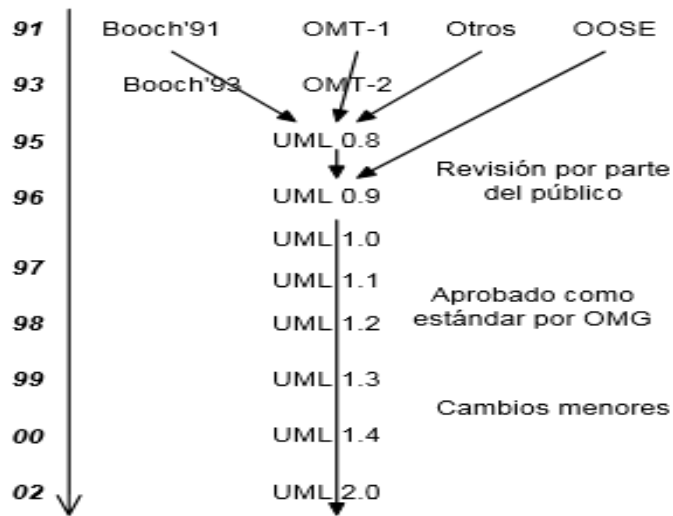 91 Booch'91 OMT-1 Otros OOSE
93 Booch'93 OMT-2
95 UML 0.8
Revisión por parte
96 UML 0.9 del público
UML 1.0
97
UML 1.1
Aprobado como
98 UML 1.2 estándar por OMG
99 UML 1.3
Cambios menores
00 UML 1.4
02 UML 2.0